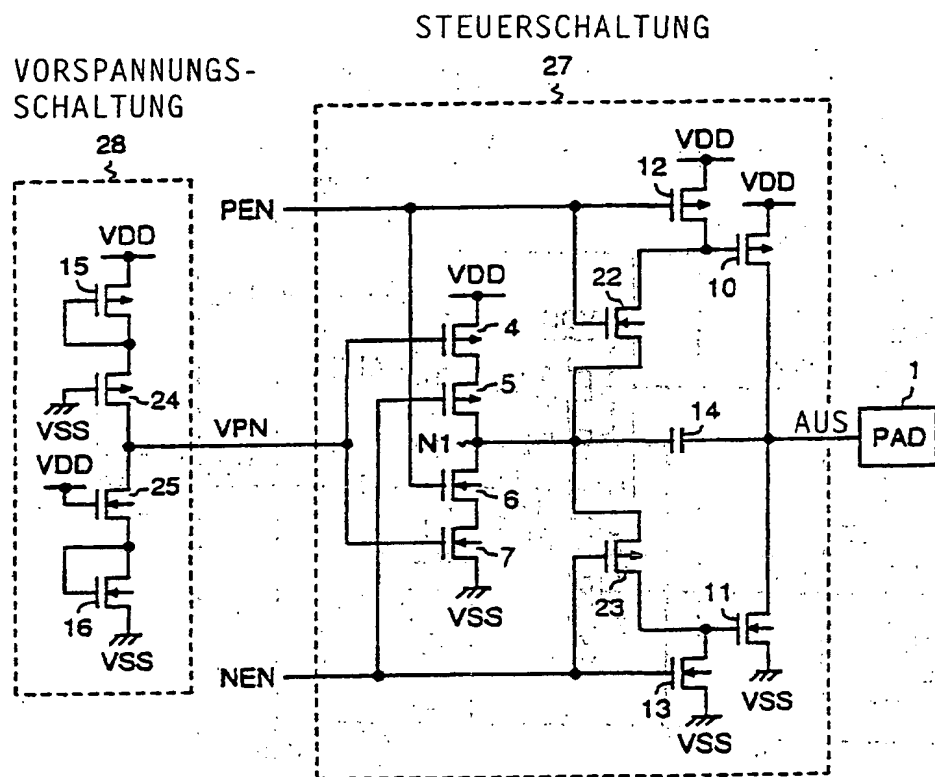 STEUERSCHALTUNG
27
VORSPANNUNGS-
SCHALTUNG
28
VDD
12
VDD
PEN
VDD
15
10
22
VDD
4
24
5
1
VSS
VPN
14
AUS
PAD
N1
VDD
25
6
7
23
11
16
VSS
VSS
NEN
13
VSS
VSS